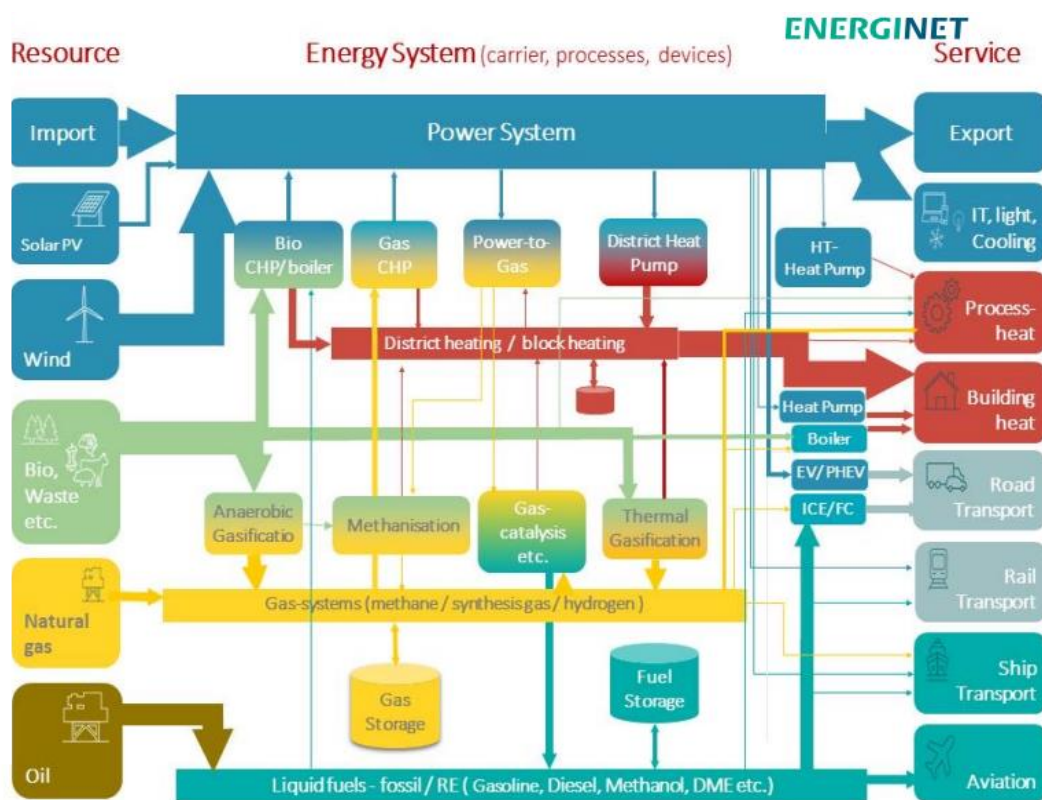 ENERGINET
Resource
Energy System (carrier, processes, devices)
Service
Import
Power System
Export
Solar PV
IT, light,
Cooling
Bio
CHP/boiler
Gas
CHP
Power-to-
Gas
District Heat
Pump
HT-
Heat Pump
Process-
heat
Wind
District heating / block heating
Building
heat
Heat Pump
Boiler
Bio,
Waste
etc.
EV/PHEV
Road
Transport
ICE/FC
Anaerobic
Gasificatio
Methanisation
Gas-
catalysis
etc.
Thermal
Gasification
Rail
Transport
Natural
gas
Gas-systems (methane / synthesis gas / hydrogen )
Ship
Transport
Gas
Storage
Fuel
Storage
Oil
Liquid fuels - fossil / RE ( Gasoline, Diesel, Methanol, DME etc.)
Aviation